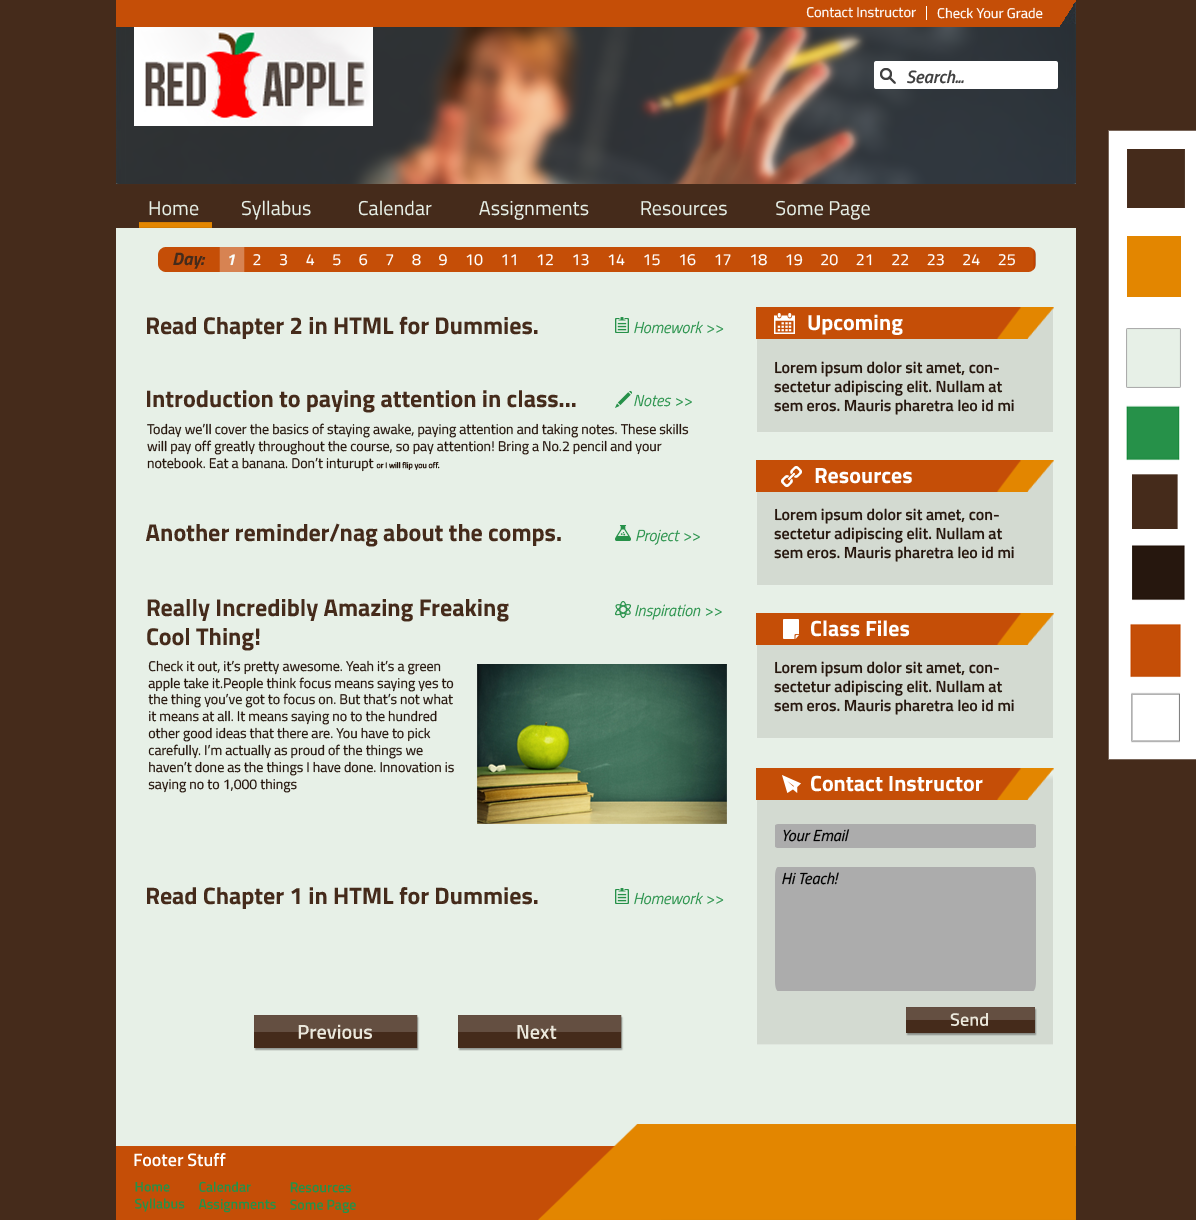 Contact Instructor | Check Your Grade
RED APPLE
Search...
Home Syllabus Calendar Assignments Resources Some Page
Day: 1 2 3 4 5 6 7 8 9 10 11 12 13 14 15 16 17 18 19 20 21 22 23 24 25
Read Chapter 2 in HTML for Dummies.
Homework >>
Introduction to paying attention in class...
Notes >>
Today we'll cover the basics of staying awake, paying attention and taking notes. These skills
will pay off greatly throughout the course, so pay attention! Bring a No.2 pencil and your
notebook. Eat a banana. Don't inturupt or I will flip you off.
Another reminder/nag about the comps.
Project >>
Really Incredibly Amazing Freaking
Cool Thing!
Inspiration >>
Check it out, it's pretty awesome. Yeah it's a green
apple take it.People think focus means saying yes to
the thing you've got to focus on. But that's not what
it means at all. It means saying no to the hundred
other good ideas that there are. You have to pick
carefully. I'm actually as proud of the things we
haven't done as the things I have done. Innovation is
saying no to 1,000 things
Read Chapter 1 in HTML for Dummies.
Homework >>
Previous Next
Upcoming
Lorem ipsum dolor sit amet, con-
sectetur adipiscing elit. Nullam at
sem eros. Mauris pharetra leo id mi
Resources
Lorem ipsum dolor sit amet, con-
sectetur adipiscing elit. Nullam at
sem eros. Mauris pharetra leo id mi
Class Files
Lorem ipsum dolor sit amet, con-
sectetur adipiscing elit. Nullam at
sem eros. Mauris pharetra leo id mi
Contact Instructor
Your Email
Hi Teach!
Send
Footer Stuff
Home Calendar Resources
Syllabus Assignments Some Page